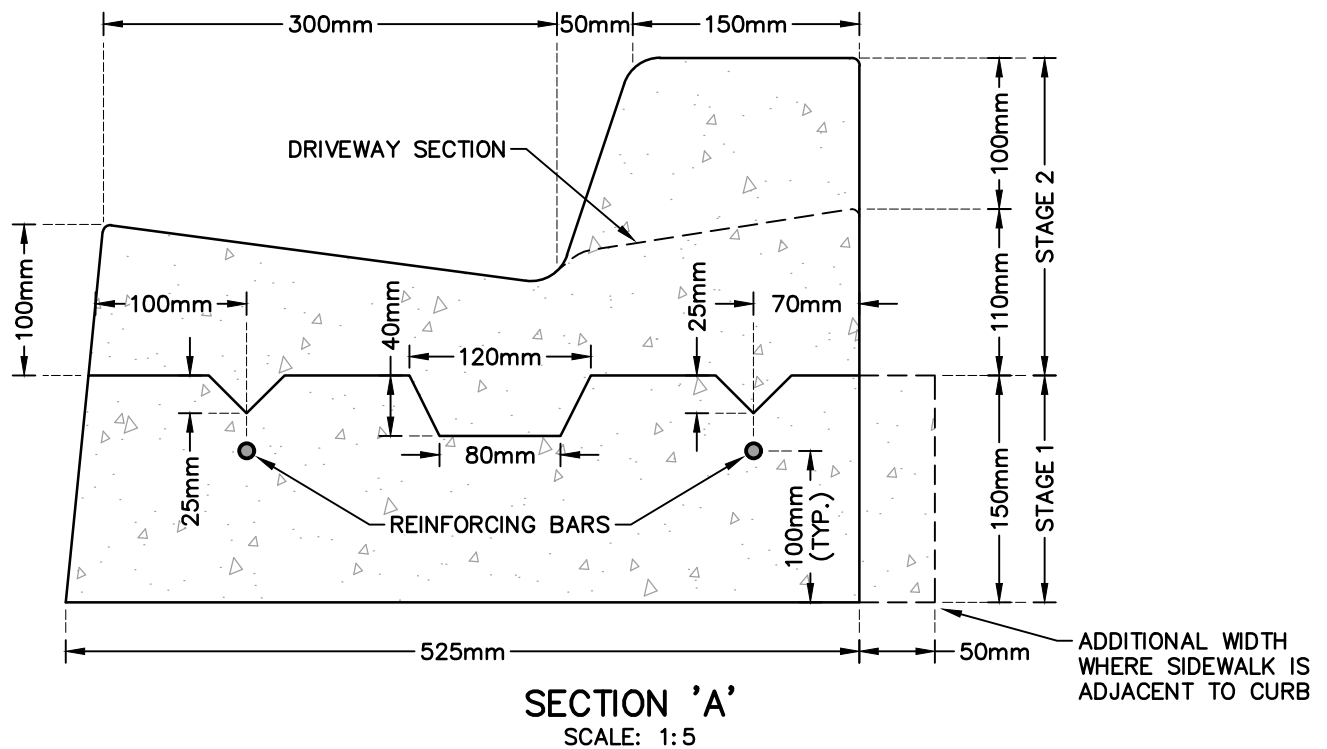 300mm
50mm
150mm
DRIVEWAY SECTION
100mm
STAGE 2
100mm
100mm
40mm
25mm
70mm
110mm
120mm
25mm
80mm
REINFORCING BARS
100mm
(TYP.)
150mm
STAGE 1
525mm
50mm
ADDITIONAL WIDTH
WHERE SIDEWALK IS
ADJACENT TO CURB
SECTION 'A'
SCALE: 1:5